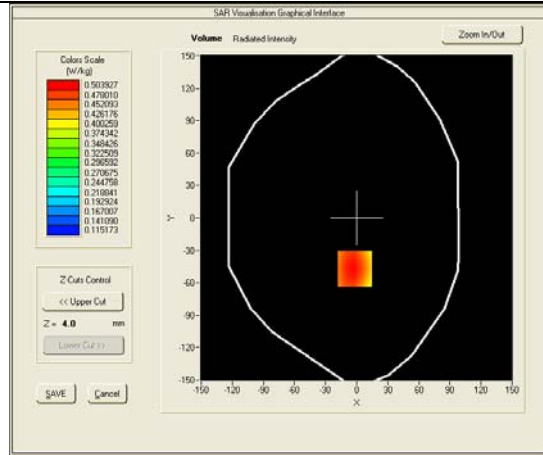 SAR Visualisation Graphical Interface
Volume Radiated Intensity
Zoom In/Out
Colors Scale
(W/kg)
0.503927
0.478010
0.452093
0.426176
0.400259
0.374342
0.348426
0.322509
0.296592
0.270675
0.244758
0.218841
0.192924
0.167007
0.141090
0.115173
Z Cuts Control
<< Upper Cut
Z = 4.0 mm
Lower Cut >>
SAVE Cancel
150
120
90
60
30
0
-30
-60
-90
-120
-150
Y
-150 -120 -90 -60 -30 0 30 60 90 120 150
X